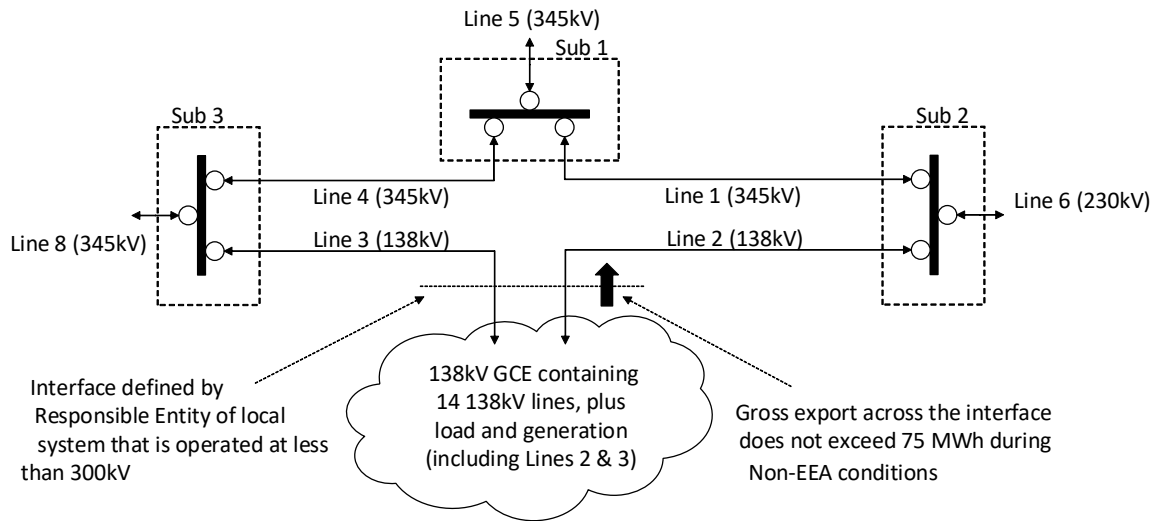 Line 5 (345kV)
Sub 1
Sub 3
Sub 2
Line 4 (345kV)
Line 1 (345kV)
Line 6 (230kV)
Line 8 (345kV)
Line 3 (138kV)
Line 2 (138kV)
Interface defined by
Responsible Entity of local
system that is operated at less
than 300kV
138kV GCE containing
14 138kV lines, plus
load and generation
(including Lines 2 & 3)
Gross export across the interface
does not exceed 75 MWh during
Non-EEA conditions